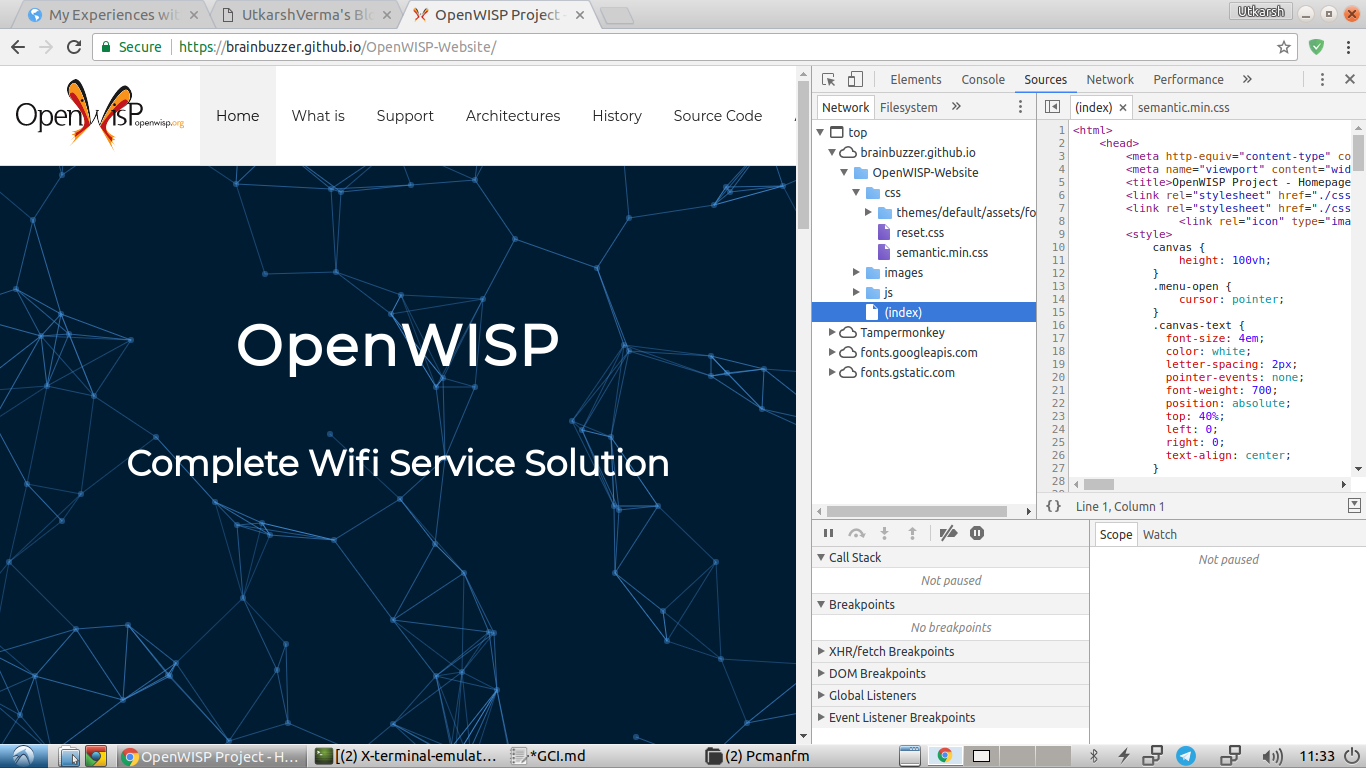 My Experiences wit
UtkarshVerma's Blo
OpenWISP Project -
Utkarsh
Secure
https://brainbuzzer.github.io/OpenWISP-Website/
OpenWISP
openwisp.org
Home
What is
Support
Architectures
History
Source Code
OpenWISP
Complete Wifi Service Solution
Elements
Console
Sources
Network
Performance
»
Network
Filesystem
»
(index)
semantic.min.css
top
brainbuzzer.github.io
OpenWISP-Website
css
themes/default/assets/fo
reset.css
semantic.min.css
images
js
(index)
Tampermonkey
fonts.googleapis.com
fonts.gstatic.com
1 <html>
2 <head>
3 <meta http-equiv="content-type" co
4 <meta name="viewport" content="wid
5 <title>OpenWISP Project - Homepage
6 <link rel="stylesheet" href="./css
7 <link rel="stylesheet" href="./css
8 <link rel="icon" type="ima
9 <style>
10 canvas {
11 height: 100vh;
12 }
13 .menu-open {
14 cursor: pointer;
15 }
16 .canvas-text {
17 font-size: 4em;
18 color: white;
19 letter-spacing: 2px;
20 pointer-events: none;
21 font-weight: 700;
22 position: absolute;
23 top: 40%;
24 left: 0;
25 right: 0;
26 text-align: center;
27 }
28
{} Line 1, Column 1
Call Stack
Not paused
Breakpoints
No breakpoints
XHR/fetch Breakpoints
DOM Breakpoints
Global Listeners
Event Listener Breakpoints
Scope
Watch
Not paused
OpenWISP Project - H...
[(2) X-terminal-emulat...
*GCI.md
(2) Pcmanfm
11:33